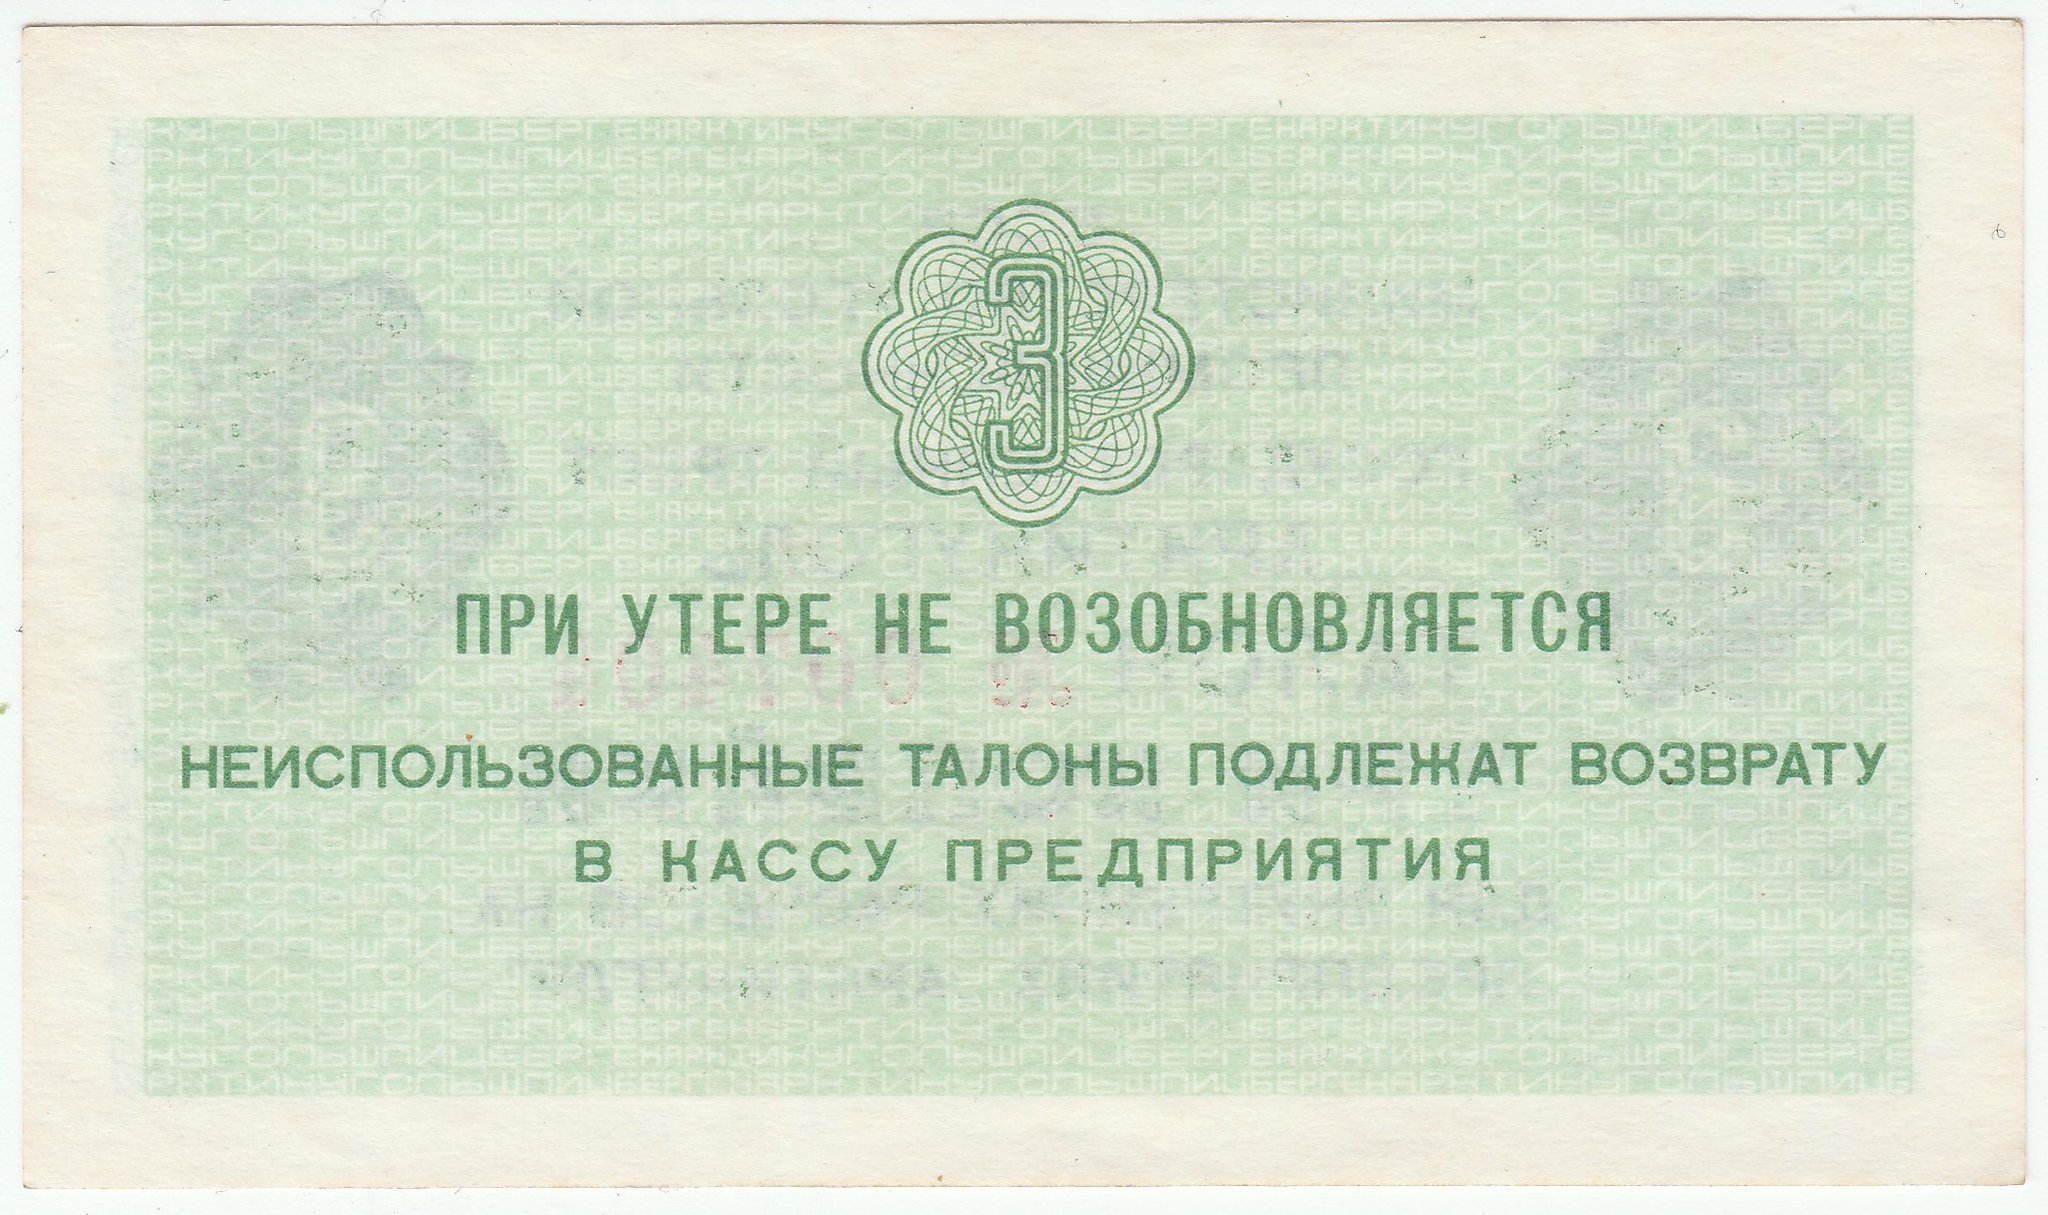 3
ПРИ УТЕРЕ НЕ ВОЗОБНОВЛЯЕТСЯ
НЕИСПОЛЬЗОВАННЫЕ ТАЛОНЫ ПОДЛЕЖАТ ВОЗВРАТУ
В КАССУ ПРЕДПРИЯТИЯ